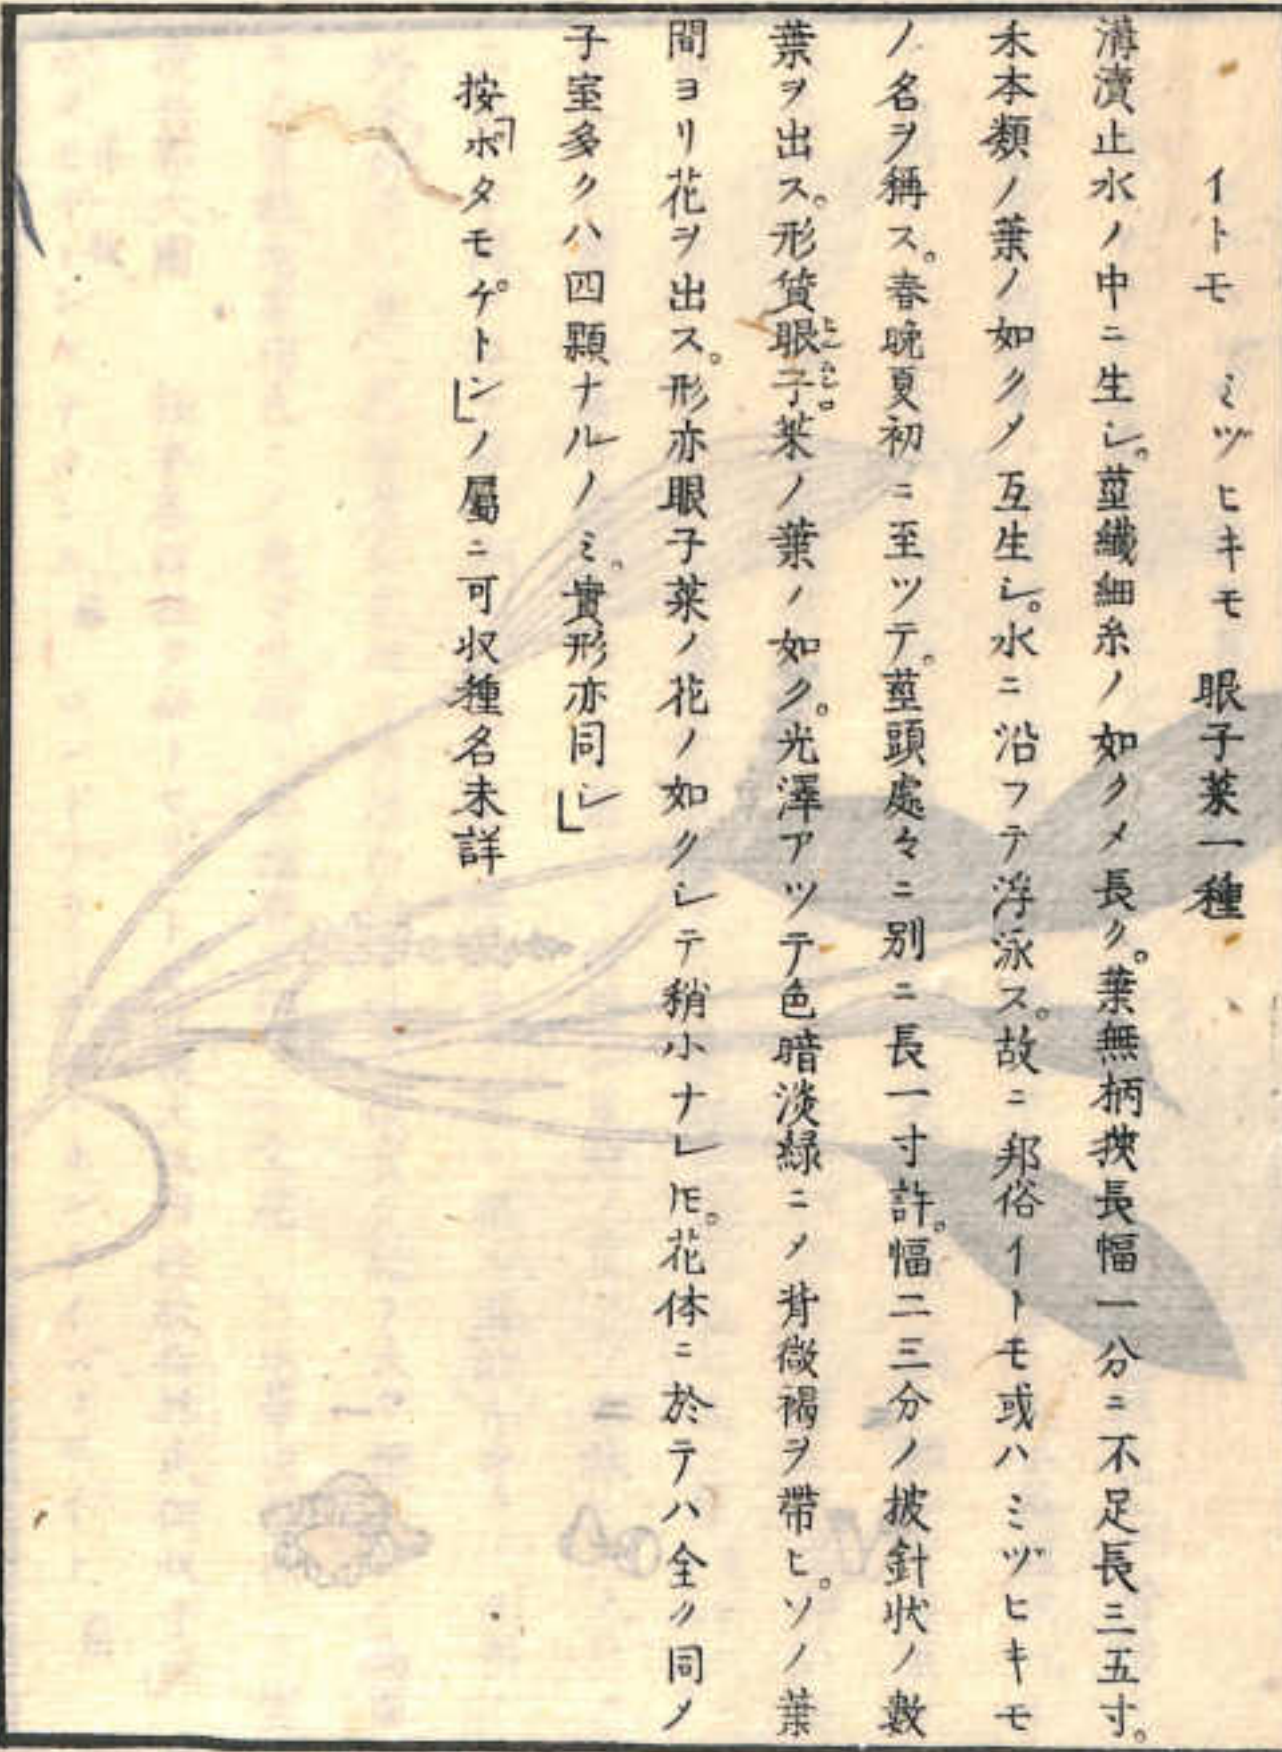 イトモ　ミヅヒキモ　眼子菜一種
溝瀆止水ノ中ニ生シ。莖纖細糸ノ如クメ長ク。葉無柄狹長幅一分ニ不足長三五寸。
禾本類ノ葉ノ如クメ互生シ。水ニ沿フテ浮泳ス。故ニ邦俗イトモ或ハミヅヒキモ
ノ名ヲ稱ス。春晩夏初ニ至ツテ。莖頭處々ニ別ニ長一寸許。幅二三分ノ披針状ノ數
葉ヲ出ス。形質眼子菜ノ葉ノ如ク。光澤アツテ色暗淡緑ニメ背微褐ヲ帶ヒ。ソノ葉
間ヨリ花ヲ出ス。形亦眼子菜ノ花ノ如クシテ稍小ナレ𪜈。花体ニ於テハ全ク同メ
子室多クハ四顆ナルノミ。實形亦同シ」
按「ポタモゲトン」ノ屬ニ可収種名未詳